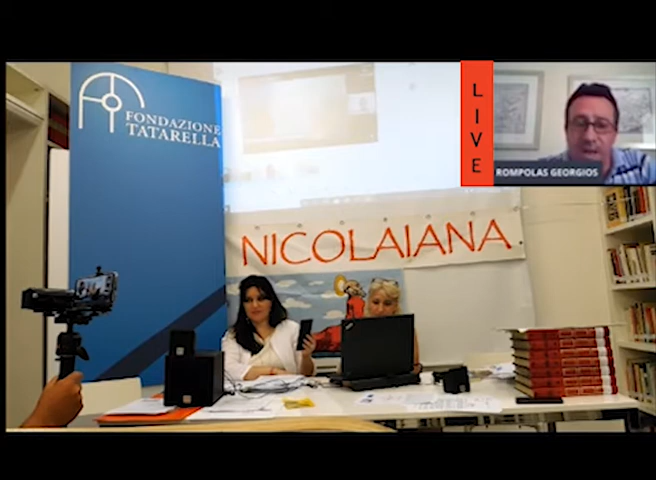 FONDAZIONE
TATARELLA
LIVE
ROMPOLAS GEORGIOS
NICOLAIANA